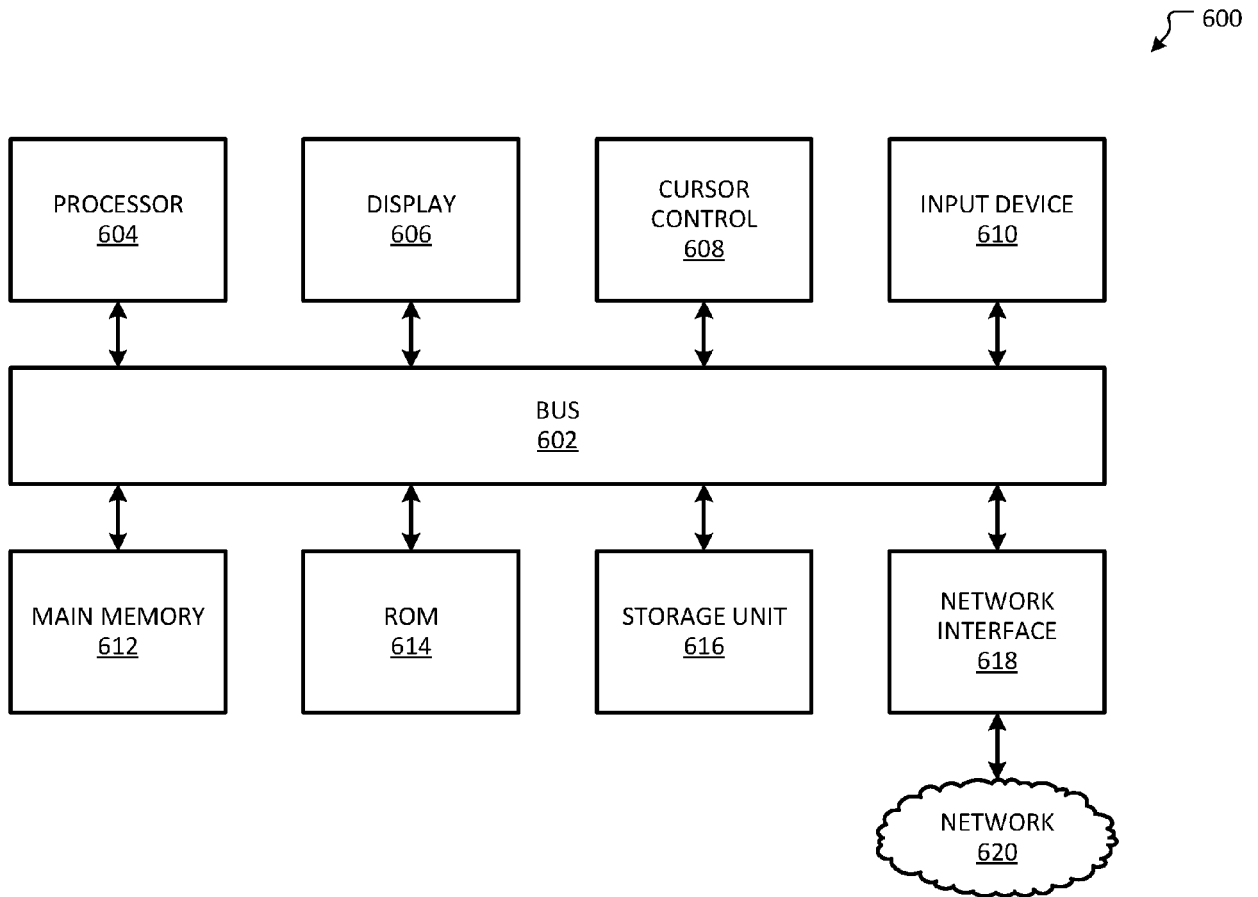 600
PROCESSOR
604
DISPLAY
606
CURSOR
CONTROL
608
INPUT DEVICE
610
BUS
602
MAIN MEMORY
612
ROM
614
STORAGE UNIT
616
NETWORK
INTERFACE
618
NETWORK
620